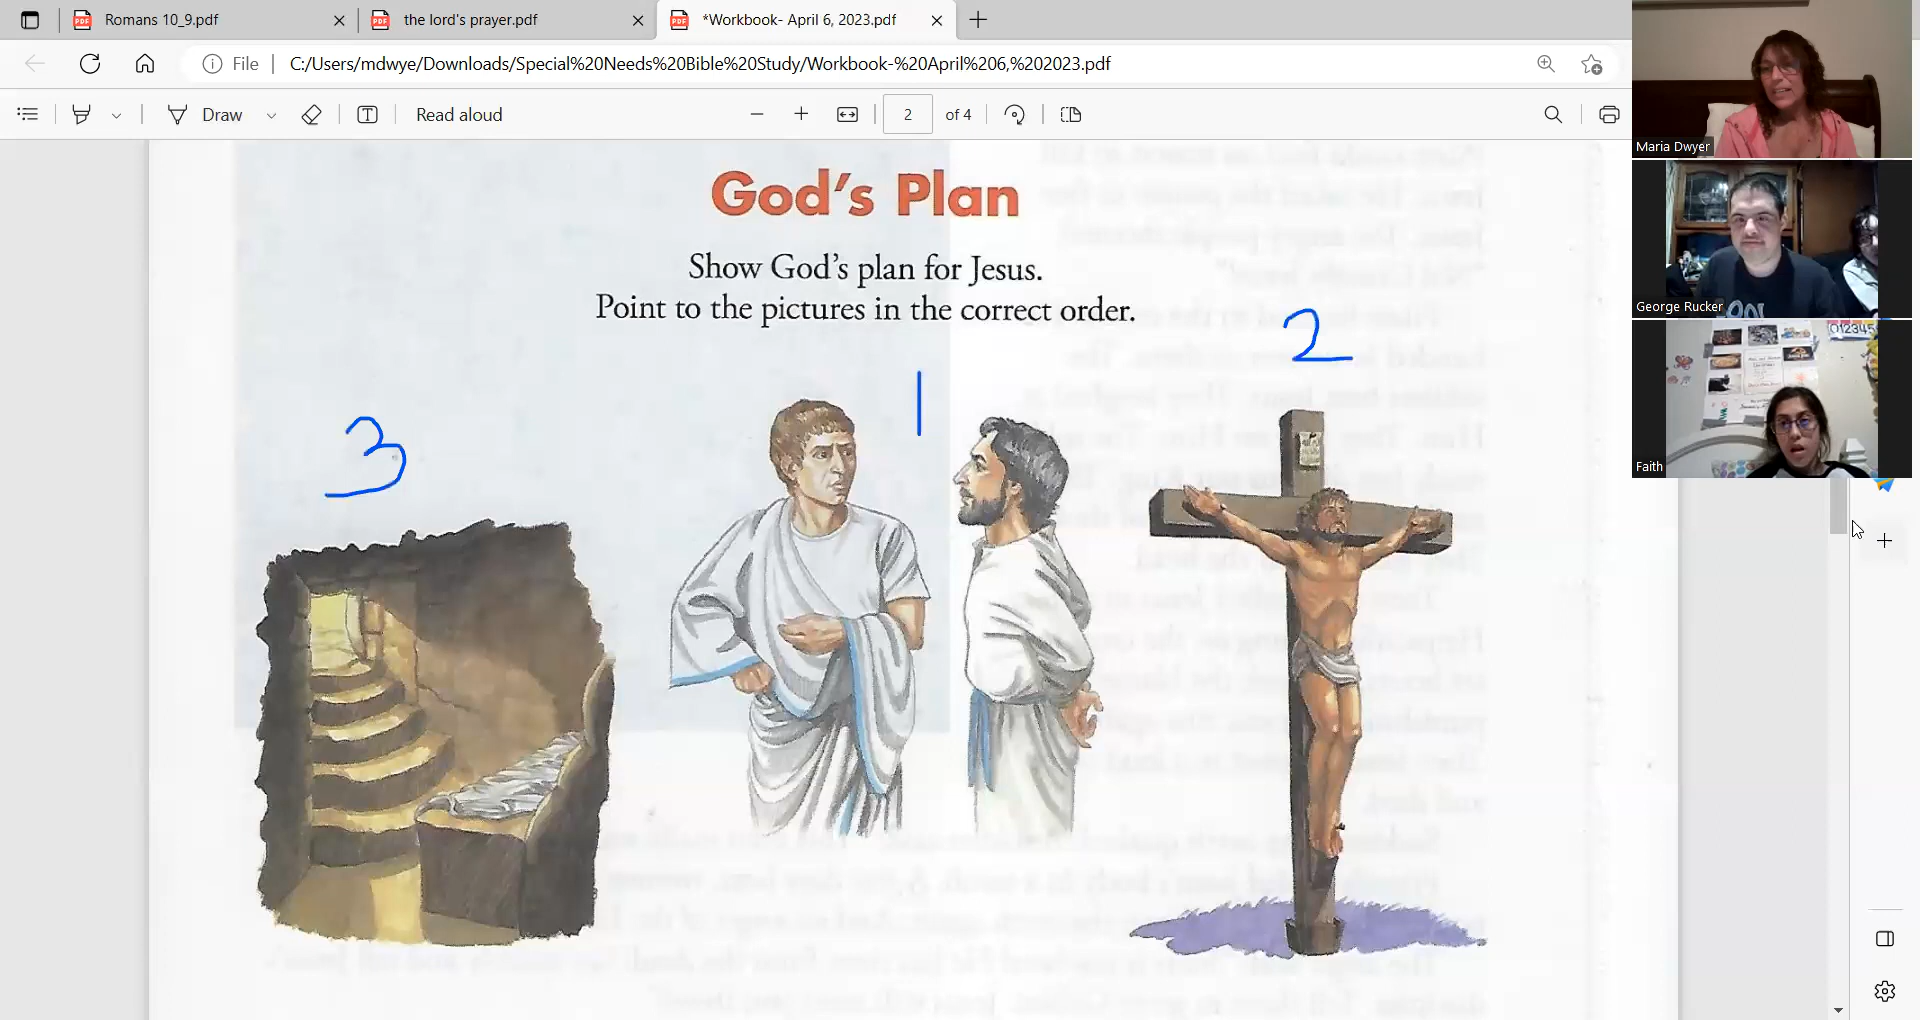 Romans 10_9.pdf
the lord's prayer.pdf
*Workbook- April 6, 2023.pdf
File
C:/Users/mdwye/Downloads/Special%20Needs%20Bible%20Study/Workbook-%20April%206,%202023.pdf
Draw
Read aloud
2 of 4
God's Plan
Show God's plan for Jesus.
Point to the pictures in the correct order.
2
1
3
Maria Dwyer
George Rucker
012345
Faith